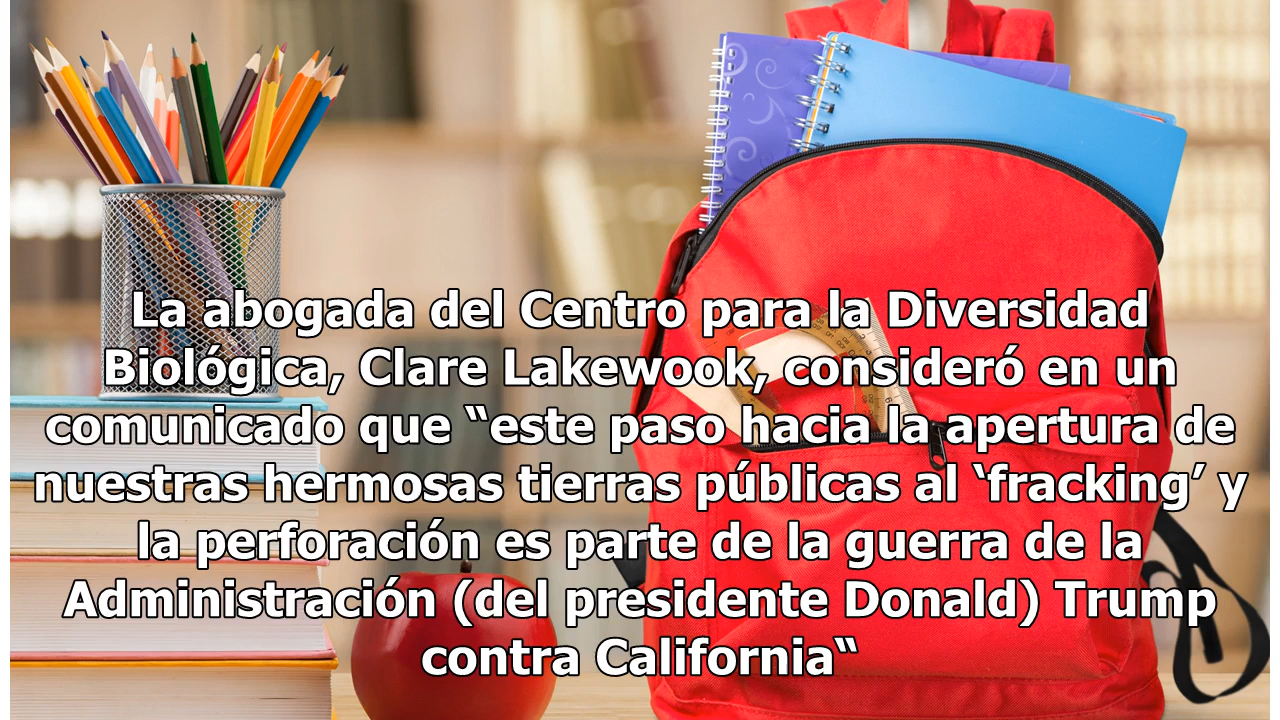 La abogada del Centro para la Diversidad
Biológica, Clare Lakewook, consideró en un
comunicado que “este paso hacia la apertura de
nuestras hermosas tierras públicas al ‘fracking’ y
la perforación es parte de la guerra de la
Administración (del presidente Donald) Trump
contra California“